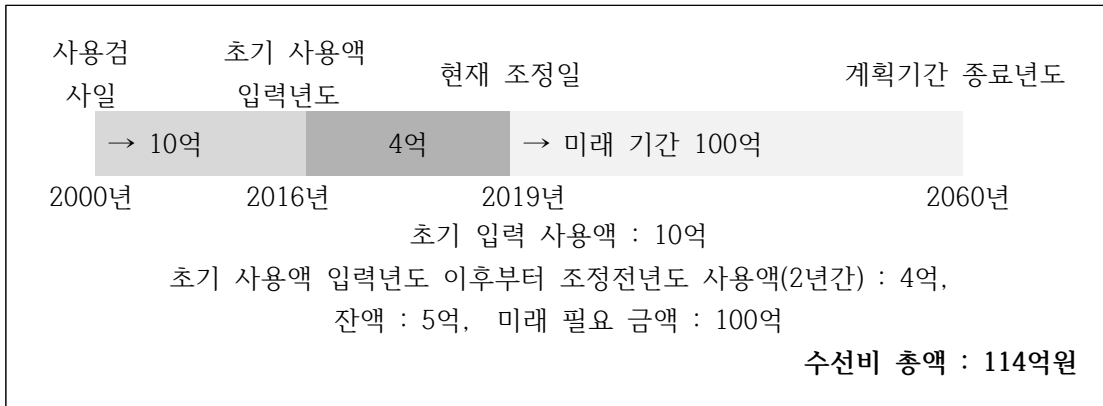 사용검
사일
초기 사용액
입력년도
현재 조정일
계획기간 종료년도
→ 10억
4억
→ 미래 기간 100억
2000년
2016년
2019년
2060년
초기 입력 사용액 : 10억
초기 사용액 입력년도 이후부터 조정전년도 사용액(2년간) : 4억,
잔액 : 5억, 미래 필요 금액 : 100억
수선비 총액 : 114억원